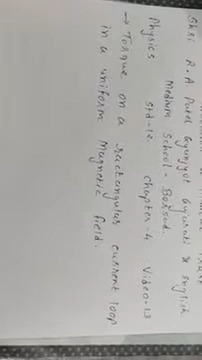 Shri R.A Patel Gyanjyot Gujarati & English
Medium School - Borsad.
Physics Std-12 Chapter-4 Video-13
→ Torque on a rectangular current loop
in a uniform Magnetic field.